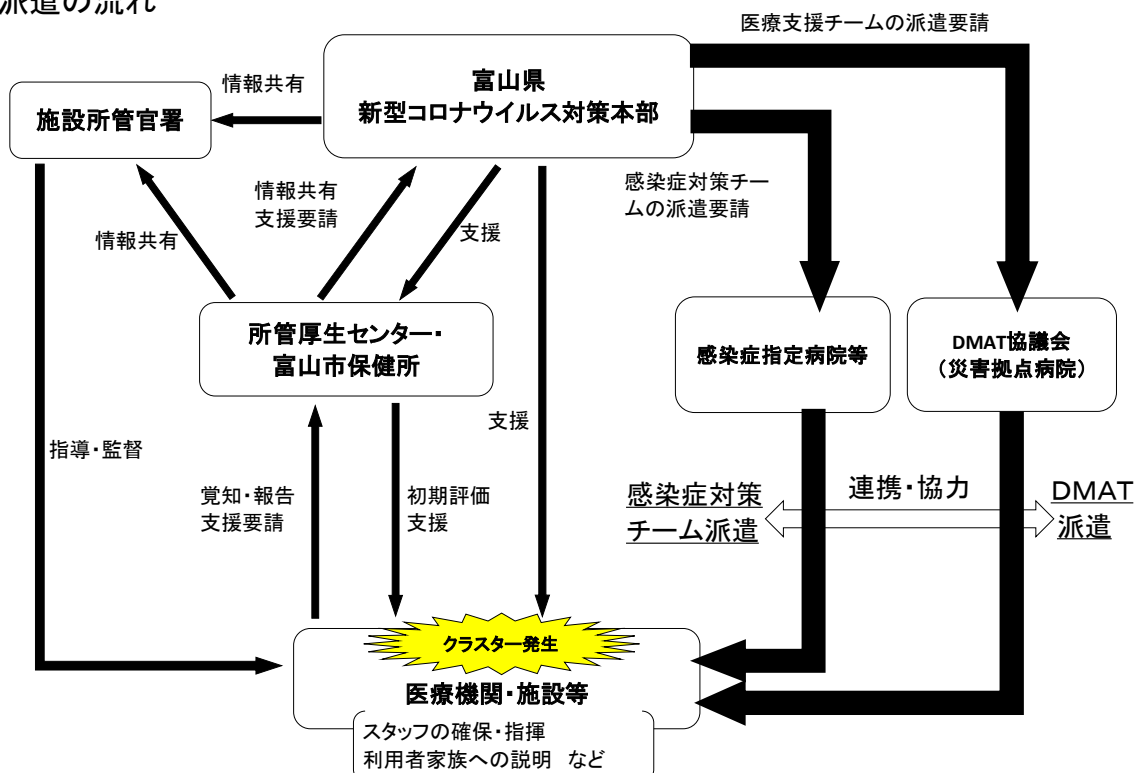 派遣の流れ
医療支援チームの派遣要請
富山県
新型コロナウイルス対策本部
情報共有
施設所管官署
感染症対策チー
ムの派遣要請
情報共有
支援要請
支援
情報共有
所管厚生センター・
富山市保健所
感染症指定病院等
DMAT協議会
（災害拠点病院）
支援
指導・監督
覚知・報告
支援要請
初期評価
支援
感染症対策
チーム派遣
連携・協力
DMAT
派遣
クラスター発生
医療機関・施設等
スタッフの確保・指揮
利用者家族への説明　など